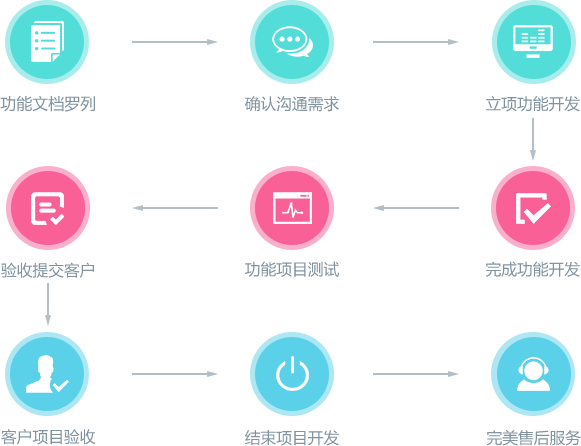 功能文档罗列
确认沟通需求
立项功能开发
验收提交客户
功能项目测试
完成功能开发
客户项目验收
结束项目开发
完美售后服务